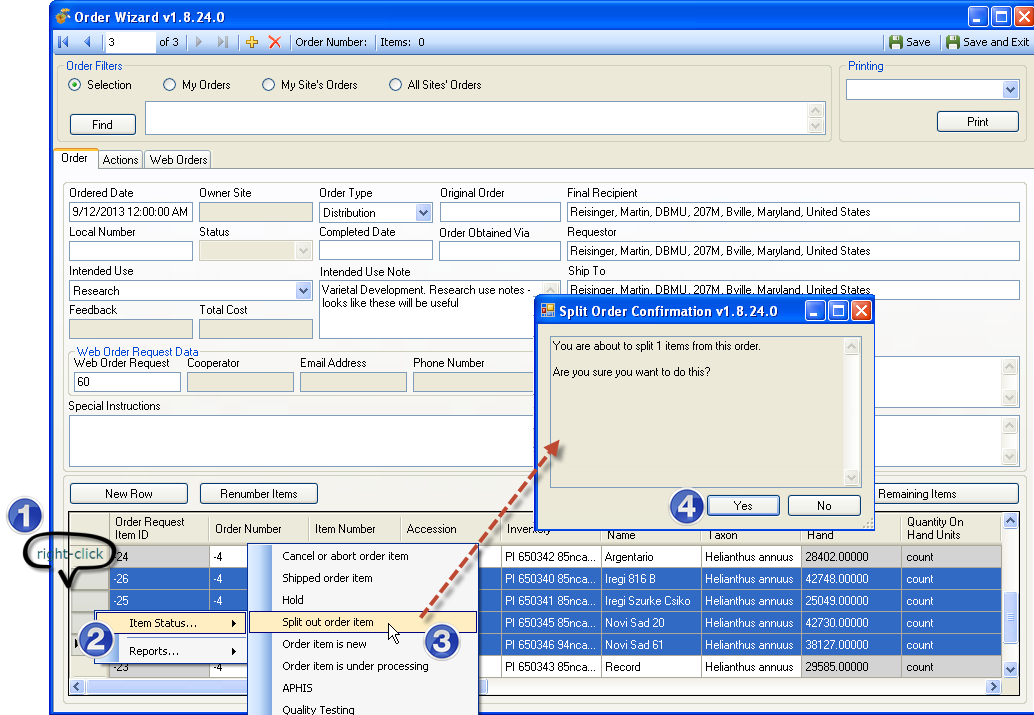 Order Wizard v1.8.24.0
3 of 3 Order Number: Items: 0 Save Save and Exit
Order Filters
Selection My Orders My Site's Orders All Sites' Orders
Find
Printing
Print
Order Actions Web Orders
Ordered Date Owner Site Order Type Original Order Final Recipient
9/12/2013 12:00:00 AM Distribution Reisinger, Martin, DBMU, 207M, Bville, Maryland, United States
Local Number Status Completed Date Order Obtained Via Requestor
Reisinger, Martin, DBMU, 207M, Bville, Maryland, United States
Intended Use Intended Use Note Ship To
Research Varietal Development. Research use notes - Reisinger, Martin, DBMU, 207M, Bville, Maryland, United States
looks like these will be useful
Feedback Total Cost
Web Order Request Data
Web Order Request Cooperator Email Address Phone Number
60
Special Instructions
Split Order Confirmation v1.8.24.0
You are about to split 1 items from this order.
Are you sure you want to do this?
4 Yes No
New Row Renumber Items Remaining Items
1
right-click
Order Request Item ID Order Number Item Number Accession Name Taxon Hand Quantity On Hand Units
-24 -4 PI 650342 85nca... Argentario Helianthus annuus 28402.00000 count
-26 -4 PI 650340 85nca... Iregi 816 B Helianthus annuus 42748.00000 count
-25 -4 PI 650341 85nca... Iregi Szurke Csiko Helianthus annuus 25049.00000 count
PI 650345 85nca... Novi Sad 20 Helianthus annuus 42730.00000 count
PI 650346 94nca... Novi Sad 61 Helianthus annuus 38127.00000 count
-23 -4 PI 650343 85nca... Record Helianthus annuus 29585.00000 count
2
Item Status...
Reports...
Cancel or abort order item
Shipped order item
Hold
Split out order item
3
Order item is new
Order item is under processing
APHIS
Quality Testing